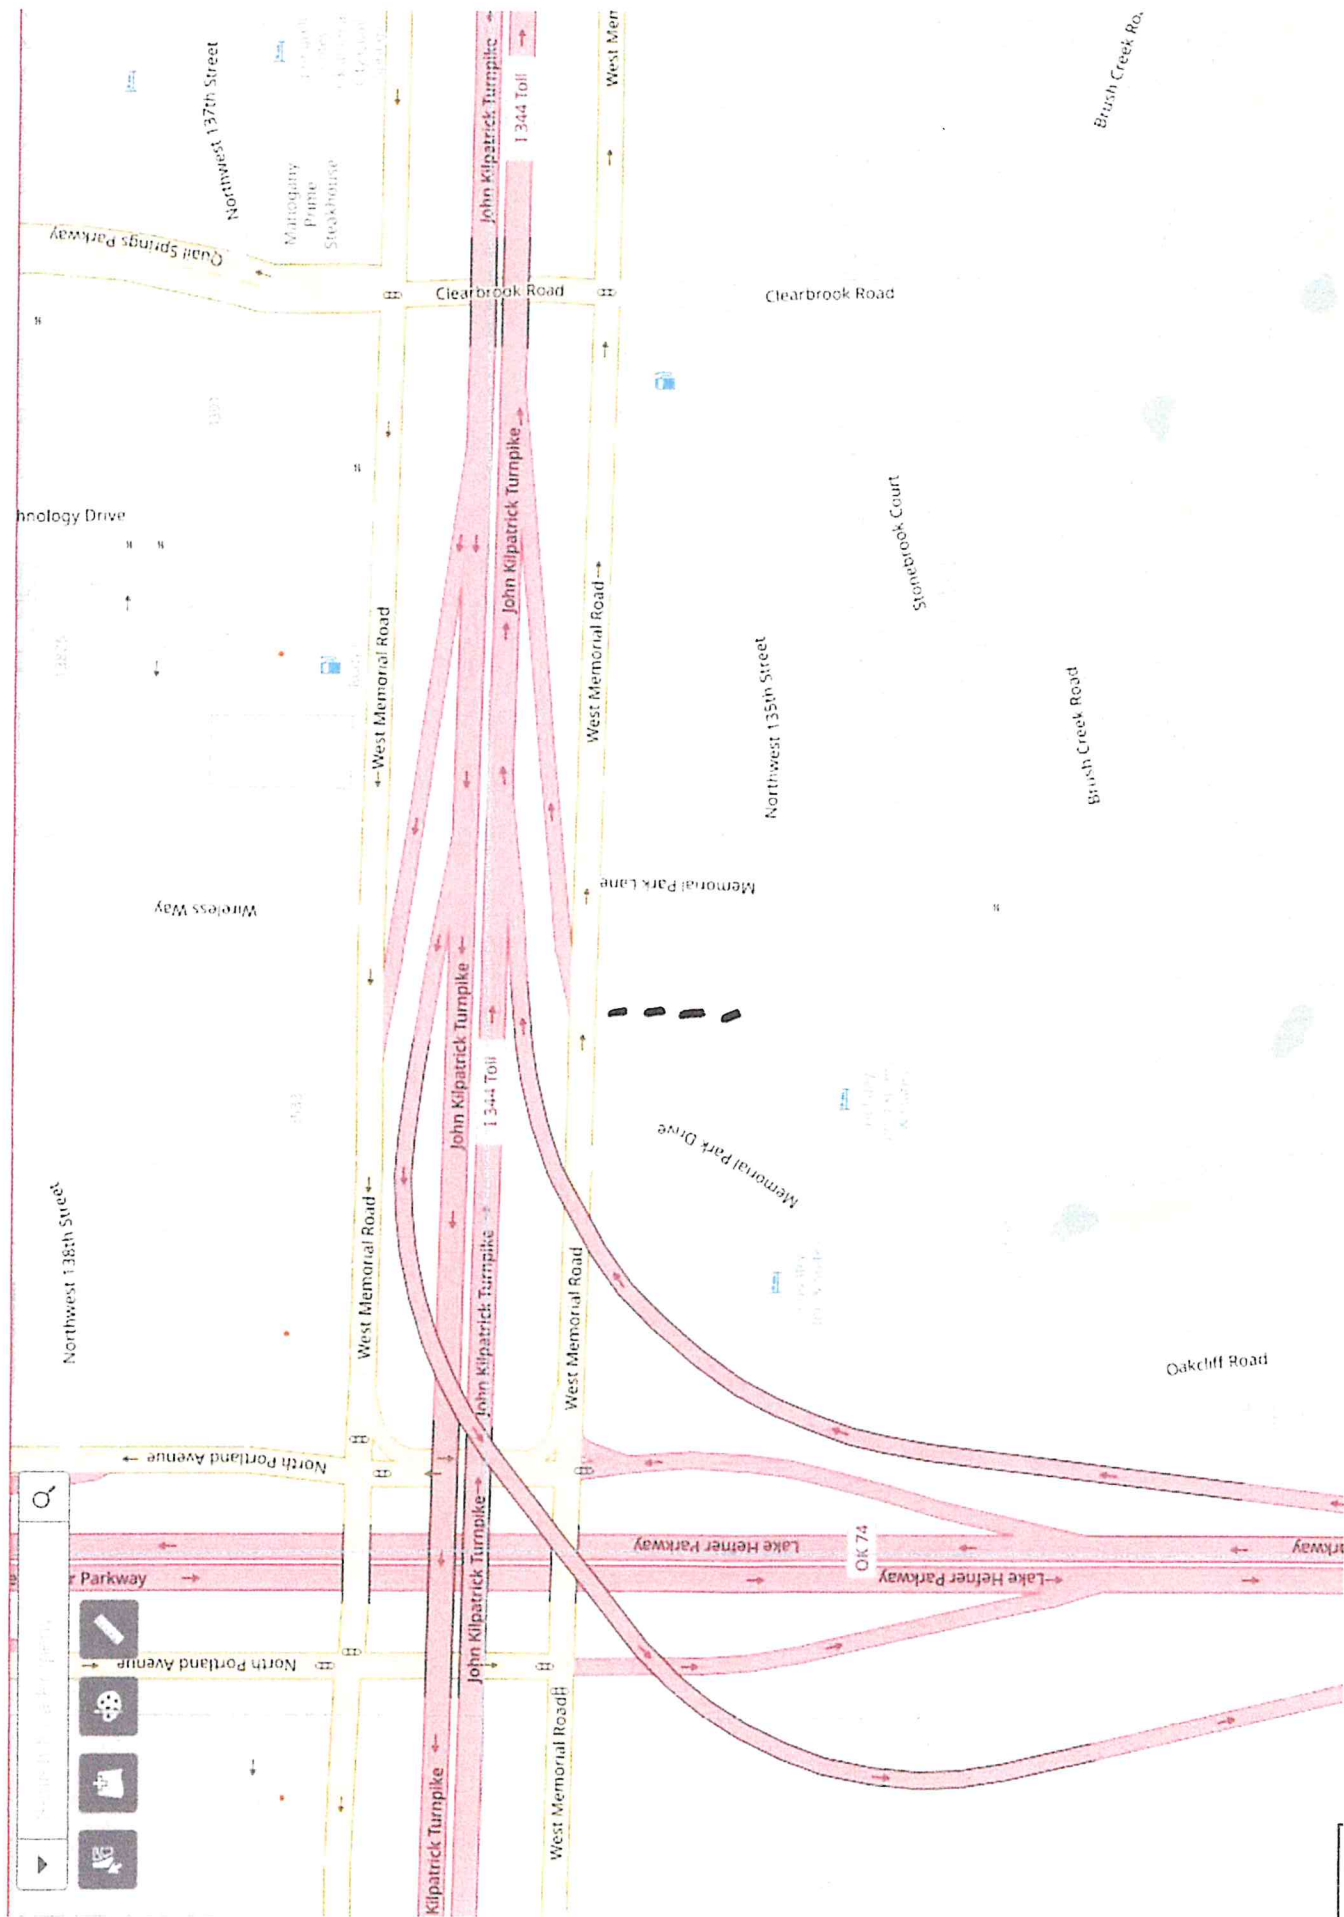 Northwest 137th Street
Mahogany
Prime
Steakhouse
Quail Springs Parkway
John Kilpatrick Turnpike
I 344 Toll
West Mem
Brush Creek Ro
Clearbrook Road
Clearbrook Road
hnology Drive
West Memorial Road
John Kilpatrick Turnpike
West Memorial Road
Stonebrook Court
Northwest 135th Street
Brush Creek Road
Wireless Way
Memorial Park Lane
John Kilpatrick Turnpike
I 344 Toll
Memorial Park Drive
Northwest 138th Street
West Memorial Road
John Kilpatrick Turnpike
West Memorial Road
Oakcliff Road
North Portland Avenue
John Kilpatrick Turnpike
Lake Hefner Parkway
OK 74
rkway
r Parkway
Lake Hefner Parkway
North Portland Avenue
West Memorial Road
Kilpatrick Turnpike